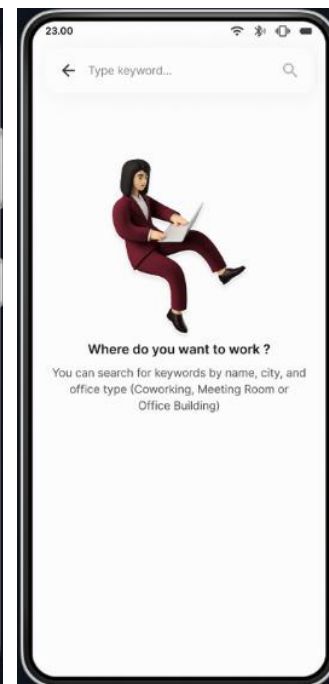 23.00
Type keyword...
Where do you want to work ?
You can search for keywords by name, city, and
office type (Coworking, Meeting Room or
Office Building)